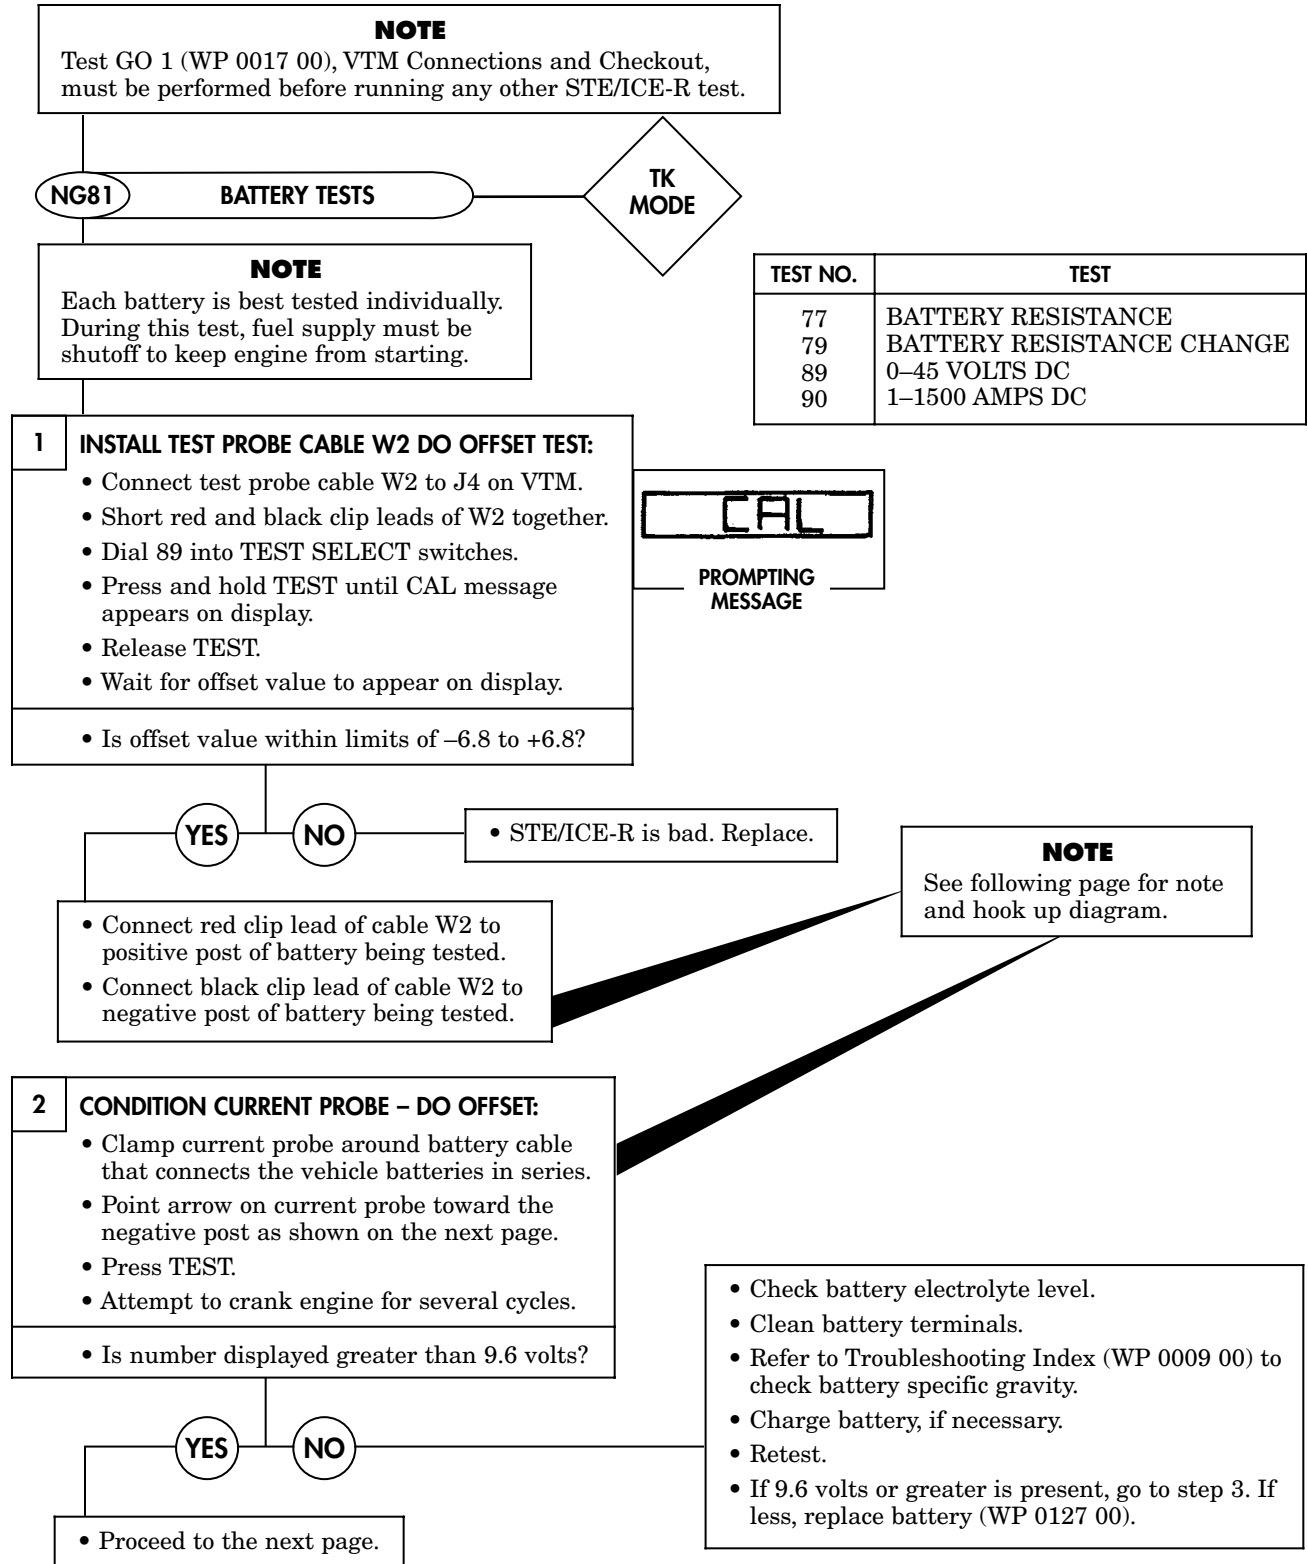 NOTE
Test GO 1 (WP 0017 00), VTM Connections and Checkout,
must be performed before running any other STE/ICE-R test.
NG81
BATTERY TESTS
TK
MODE
NOTE
Each battery is best tested individually.
During this test, fuel supply must be
shutoff to keep engine from starting.
TEST NO. TEST
77 BATTERY RESISTANCE
79 BATTERY RESISTANCE CHANGE
89 0–45 VOLTS DC
90 1–1500 AMPS DC
1 INSTALL TEST PROBE CABLE W2 DO OFFSET TEST:
• Connect test probe cable W2 to J4 on VTM.
• Short red and black clip leads of W2 together.
• Dial 89 into TEST SELECT switches.
• Press and hold TEST until CAL message
appears on display.
• Release TEST.
• Wait for offset value to appear on display.
• Is offset value within limits of –6.8 to +6.8?
CAL
PROMPTING
MESSAGE
YES
NO
• STE/ICE-R is bad. Replace.
NOTE
See following page for note
and hook up diagram.
• Connect red clip lead of cable W2 to
positive post of battery being tested.
• Connect black clip lead of cable W2 to
negative post of battery being tested.
2 CONDITION CURRENT PROBE – DO OFFSET:
• Clamp current probe around battery cable
that connects the vehicle batteries in series.
• Point arrow on current probe toward the
negative post as shown on the next page.
• Press TEST.
• Attempt to crank engine for several cycles.
• Is number displayed greater than 9.6 volts?
YES
NO
• Check battery electrolyte level.
• Clean battery terminals.
• Refer to Troubleshooting Index (WP 0009 00) to
check battery specific gravity.
• Charge battery, if necessary.
• Retest.
• If 9.6 volts or greater is present, go to step 3. If
less, replace battery (WP 0127 00).
• Proceed to the next page.